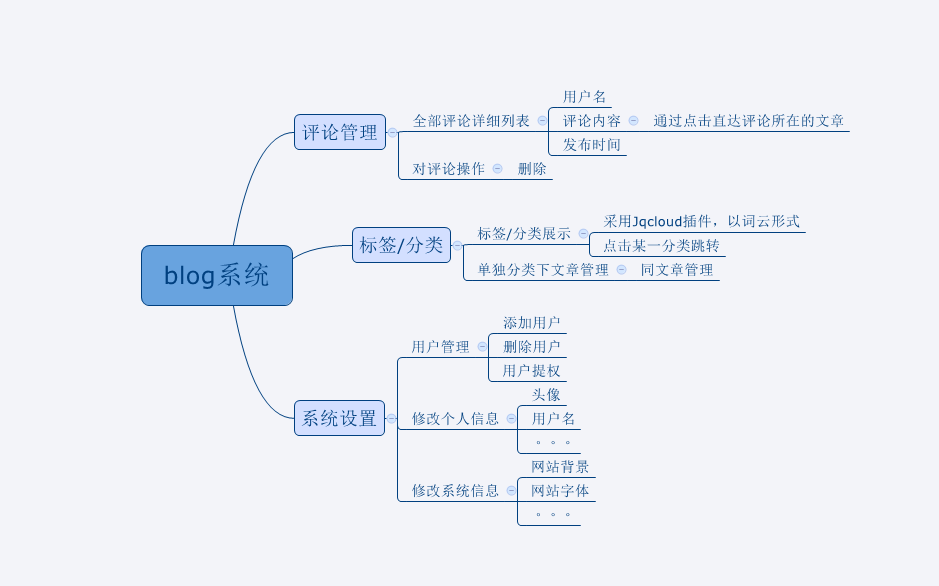 blog系统
评论管理
全部评论详细列表
用户名
评论内容
通过点击直达评论所在的文章
发布时间
对评论操作
删除
标签/分类
标签/分类展示
采用Jqcloud插件，以词云形式
点击某一分类跳转
单独分类下文章管理
同文章管理
系统设置
用户管理
添加用户
删除用户
用户提权
修改个人信息
头像
用户名
。。。
修改系统信息
网站背景
网站字体
。。。